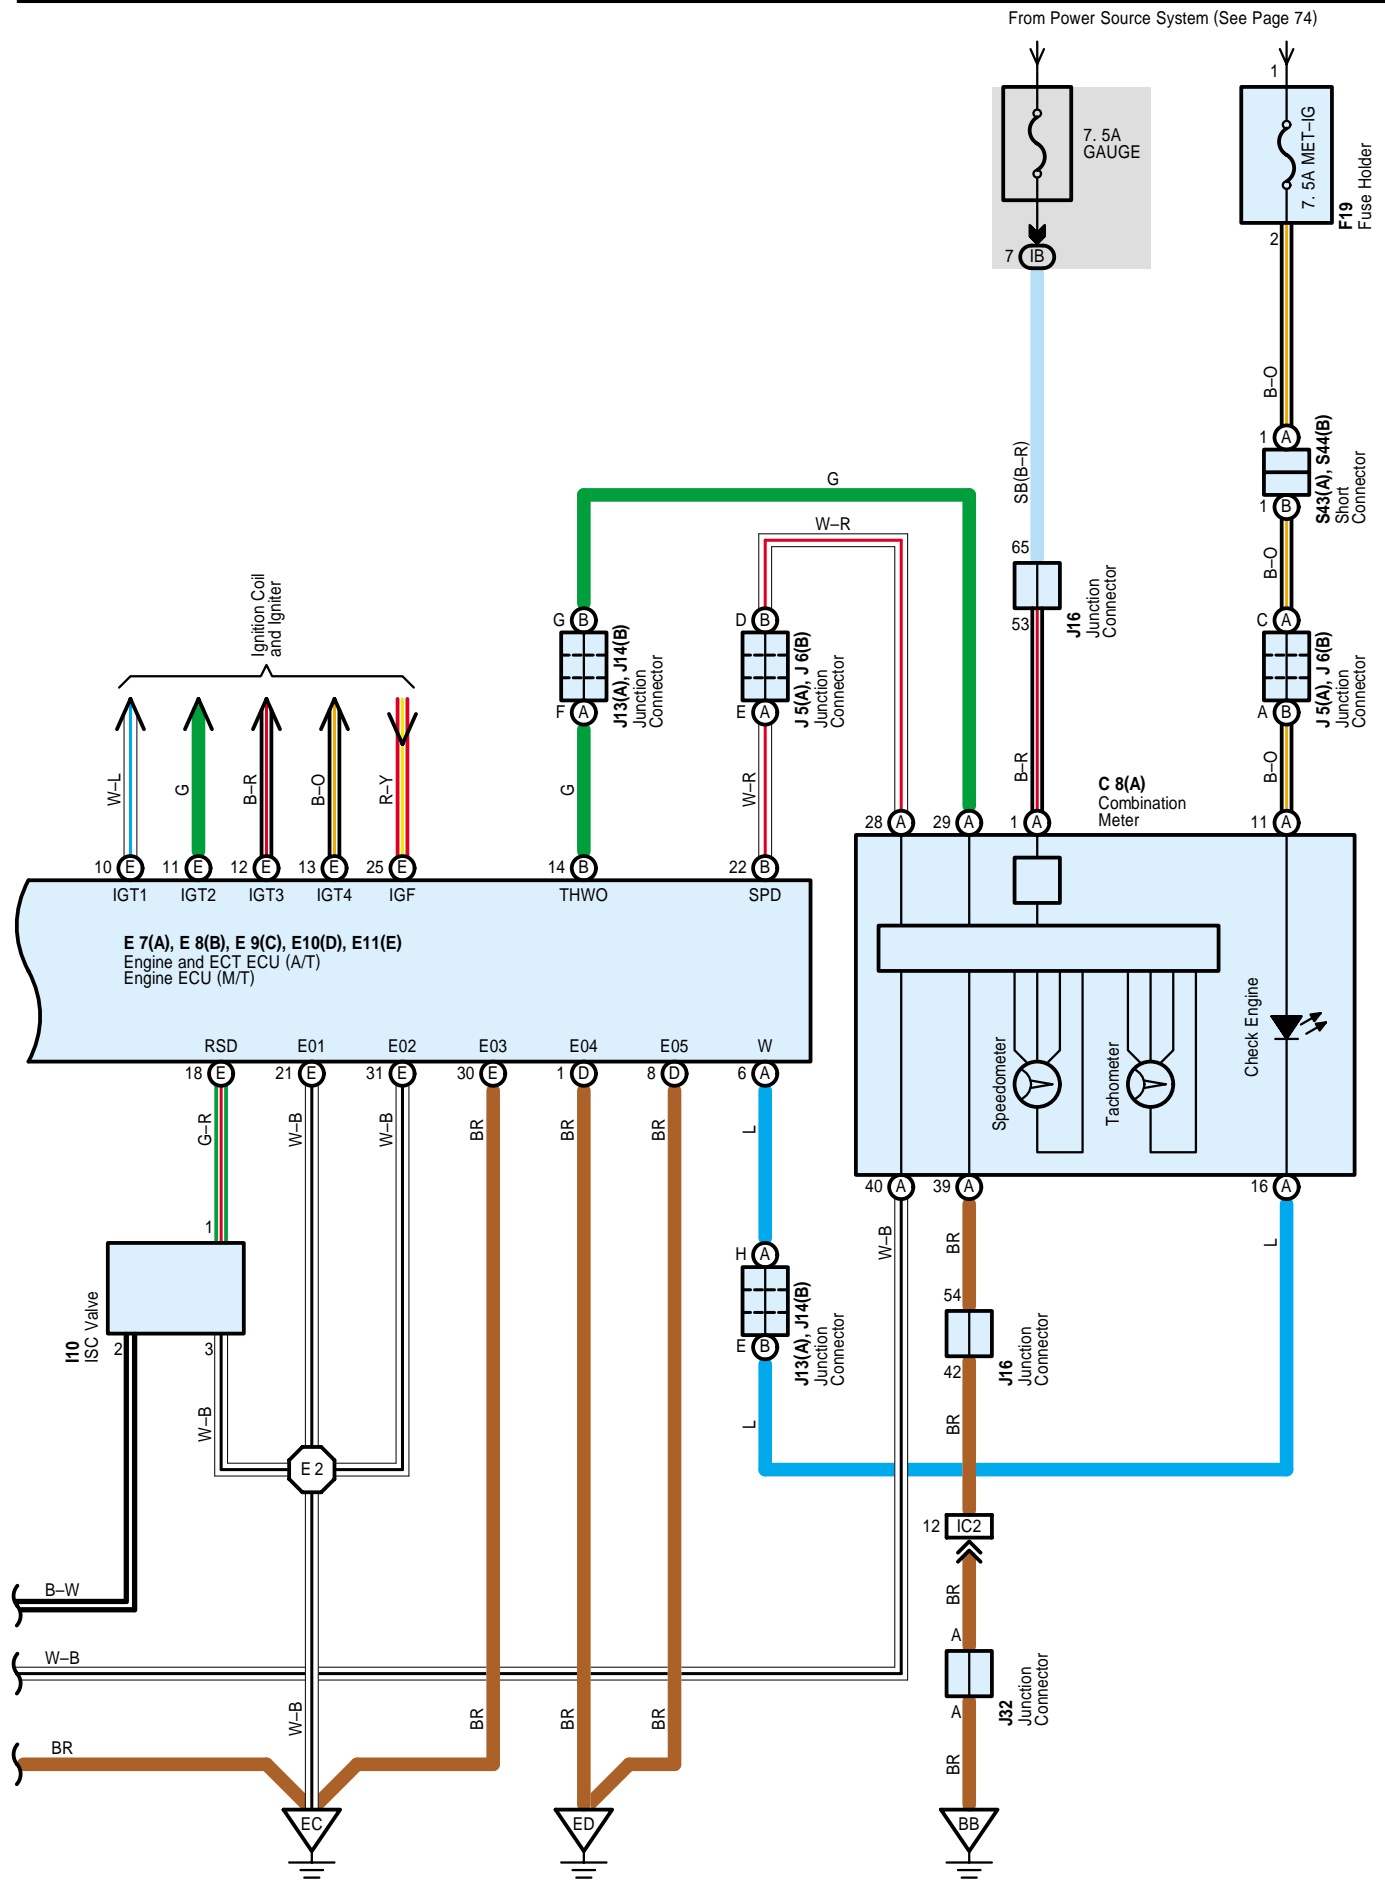 From Power Source System (See Page 74)
1
7. 5A
GAUGE
7. 5A MET–IG
F19
Fuse Holder
7
IB
2
B–O
SB(B–R)
1
A
S43(A), S44(B)
Short
Connector
1
B
G
W–R
65
B–O
J16
Junction
Connector
53
Ignition Coil
and Igniter
G
B
J13(A), J14(B)
Junction
Connector
F
A
D
B
J 5(A), J 6(B)
Junction
Connector
E
A
C
A
J 5(A), J 6(B)
Junction
Connector
A
B
W–L
G
B–R
B–O
R–Y
G
W–R
B–R
B–O
C 8(A)
Combination
Meter
28
A
29
A
1
A
11
A
10
E
11
E
12
E
13
E
25
E
14
B
22
B
IGT1
IGT2
IGT3
IGT4
IGF
THWO
SPD
E 7(A), E 8(B), E 9(C), E10(D), E11(E)
Engine and ECT ECU (A/T)
Engine ECU (M/T)
Speedometer
Tachometer
Check Engine
RSD
E01
E02
E03
E04
E05
W
18
E
21
E
31
E
30
E
1
D
8
D
6
A
G–R
W–B
W–B
BR
BR
BR
L
40
A
39
A
16
A
1
W–B
BR
L
I10
ISC Valve
2
3
H
A
J13(A), J14(B)
Junction
Connector
E
B
54
J16
Junction
Connector
42
W–B
L
BR
E 2
12
IC2
B–W
BR
W–B
A
J32
Junction
Connector
A
W–B
BR
BR
BR
BR
BR
EC
ED
BB